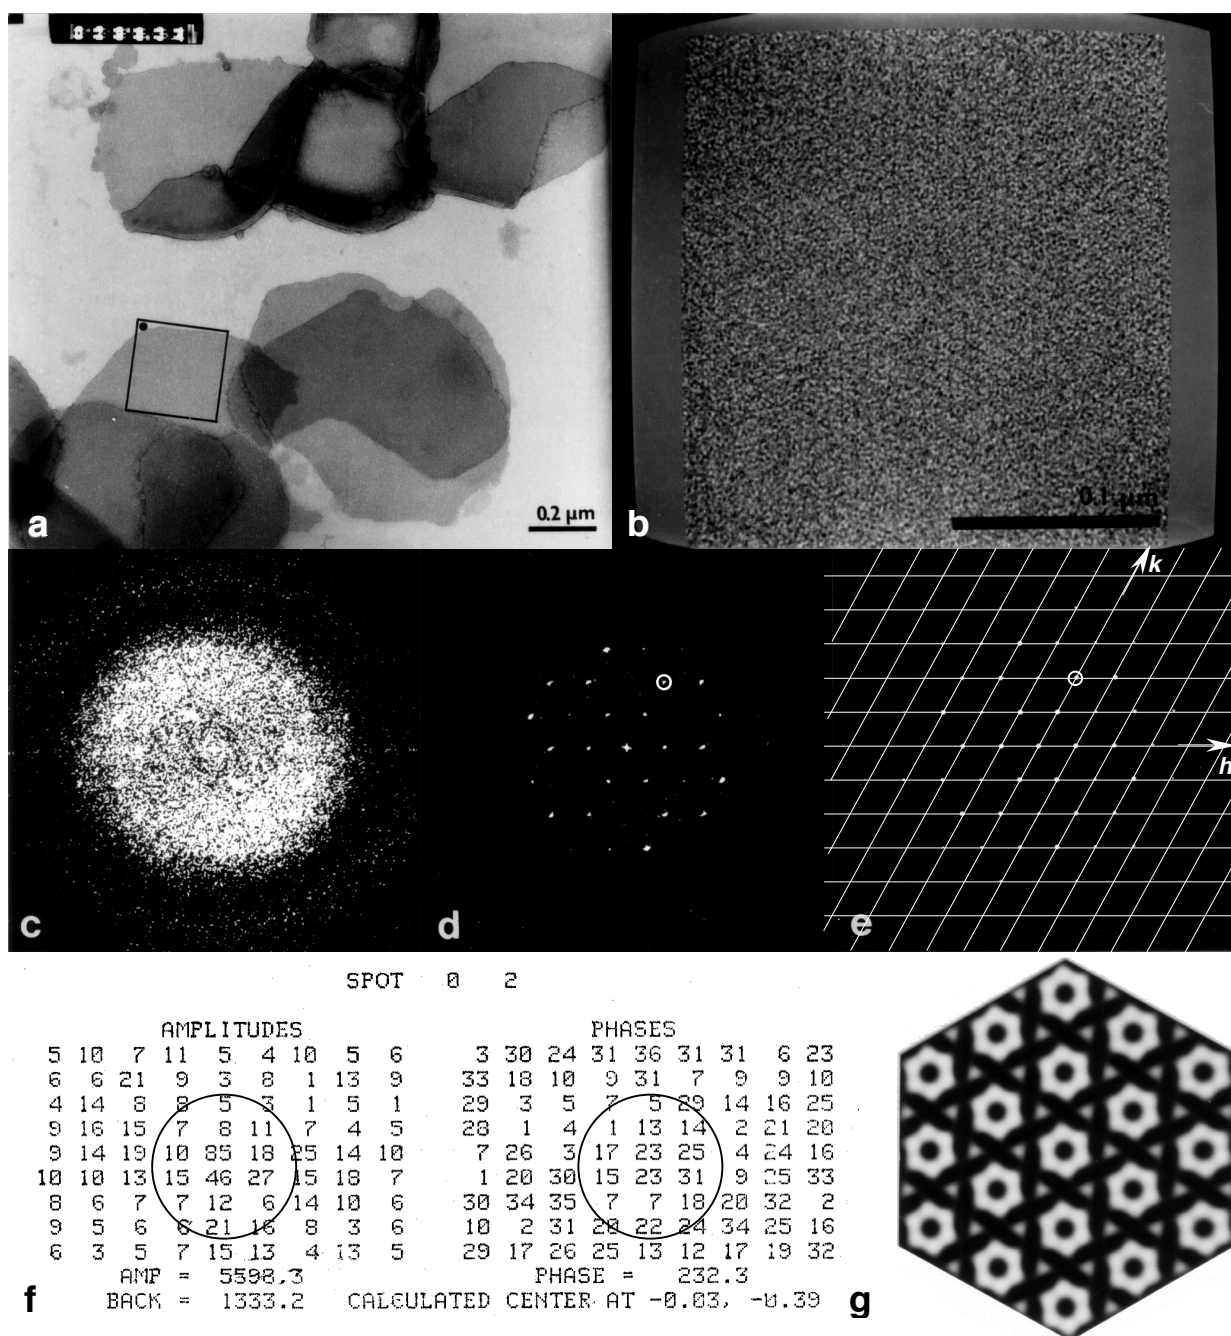 0.2 µm
a
0.1 µm
b
c
d
k
h
e
SPOT 0 2
AMPLITUDES PHASES
5 10 7 11 5 4 10 5 6 3 30 24 31 36 31 31 6 23
6 6 21 9 3 8 1 13 9 33 18 10 9 31 7 9 9 10
4 14 8 8 5 3 1 5 1 29 3 5 7 5 29 14 16 25
9 16 15 7 8 11 7 4 5 28 1 4 1 13 14 2 21 20
9 14 19 10 85 18 25 14 10 7 26 3 17 23 25 4 24 16
10 10 13 15 46 27 15 18 7 1 20 30 15 23 31 9 25 33
8 6 7 7 12 6 14 10 6 30 34 35 7 7 18 20 32 2
9 5 6 6 21 16 8 3 6 10 2 31 20 22 24 34 25 16
6 3 5 7 15 13 4 13 5 29 17 26 25 13 12 17 19 32
AMP = 5598.3 PHASE = 232.3
BACK = 1333.2 CALCULATED CENTER AT -0.03, -0.39
f
g